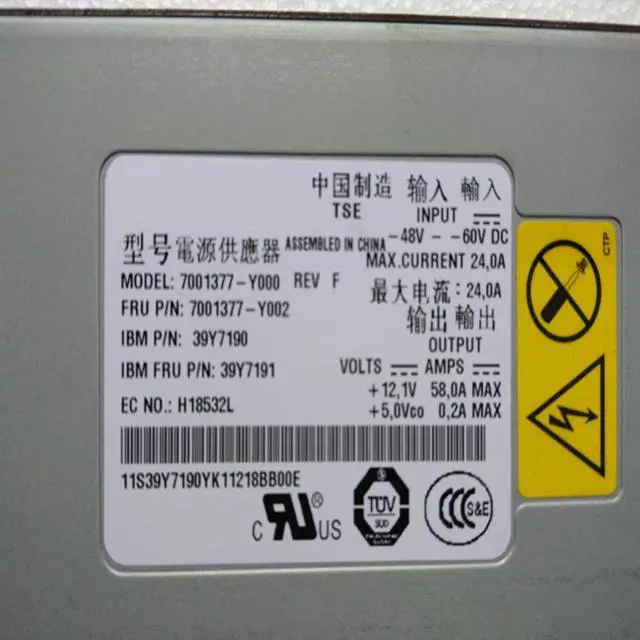 中国制造 输入 輸入
TSE INPUT
型号 電源供應器 ASSEMBLED IN CHINA -48V - -60V DC
MODEL: 7001377-Y000 REV F MAX.CURRENT 24,0A
FRU P/N: 7001377-Y002 最大电流: 24,0A
输出 輸出
IBM P/N: 39Y7190 OUTPUT
IBM FRU P/N: 39Y7191 VOLTS AMPS
+12,1V 58,0A MAX
EC NO.: H18532L +5,0Vco 0,2A MAX
11S39Y7190YK11218BB00E
c RU ® US
TÜV
SÜD
CCC S&E
CTP